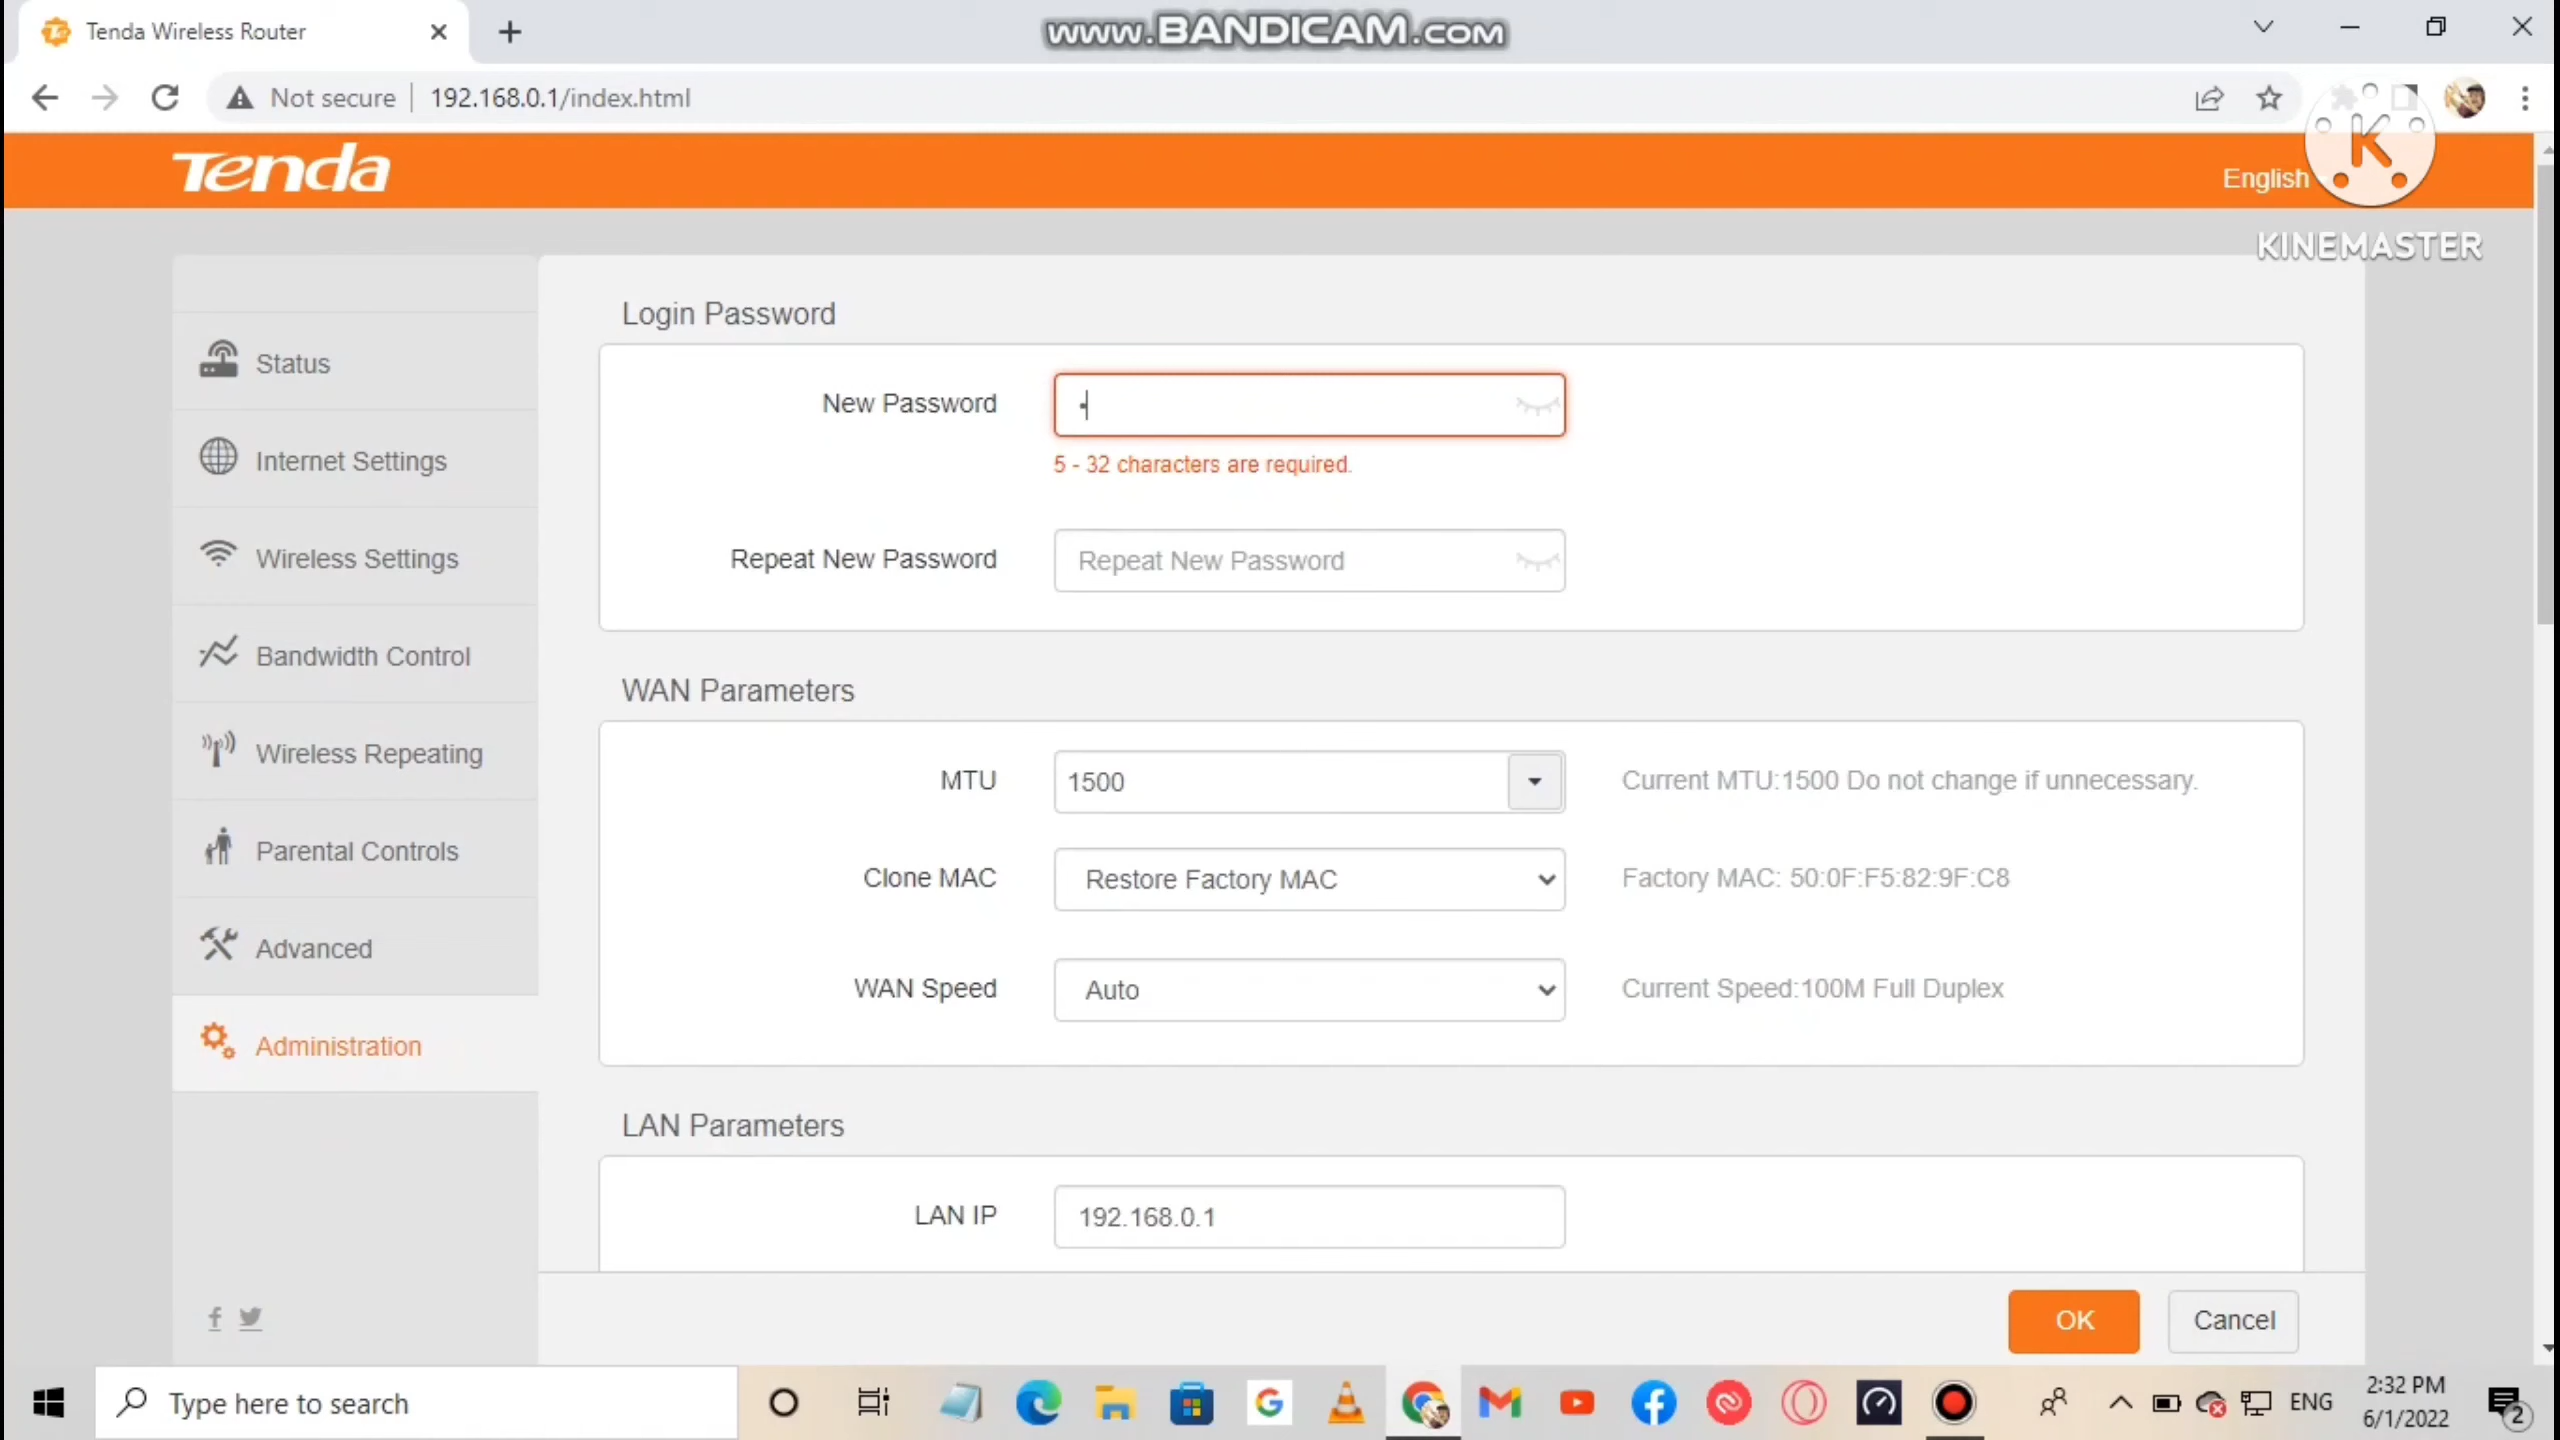 Tenda Wireless Router
www.BANDICAM.com
Not secure
192.168.0.1/index.html
Tenda
English
K
KINEMASTER
Login Password
Status
New Password
5 - 32 characters are required.
Internet Settings
Repeat New Password
Repeat New Password
Wireless Settings
Bandwidth Control
WAN Parameters
Wireless Repeating
MTU
1500
Current MTU:1500 Do not change if unnecessary.
Parental Controls
Clone MAC
Restore Factory MAC
Factory MAC: 50:0F:F5:82:9F:C8
Advanced
WAN Speed
Auto
Current Speed:100M Full Duplex
Administration
LAN Parameters
LAN IP
192.168.0.1
OK
Cancel
Type here to search
ENG
2:32 PM
6/1/2022
2